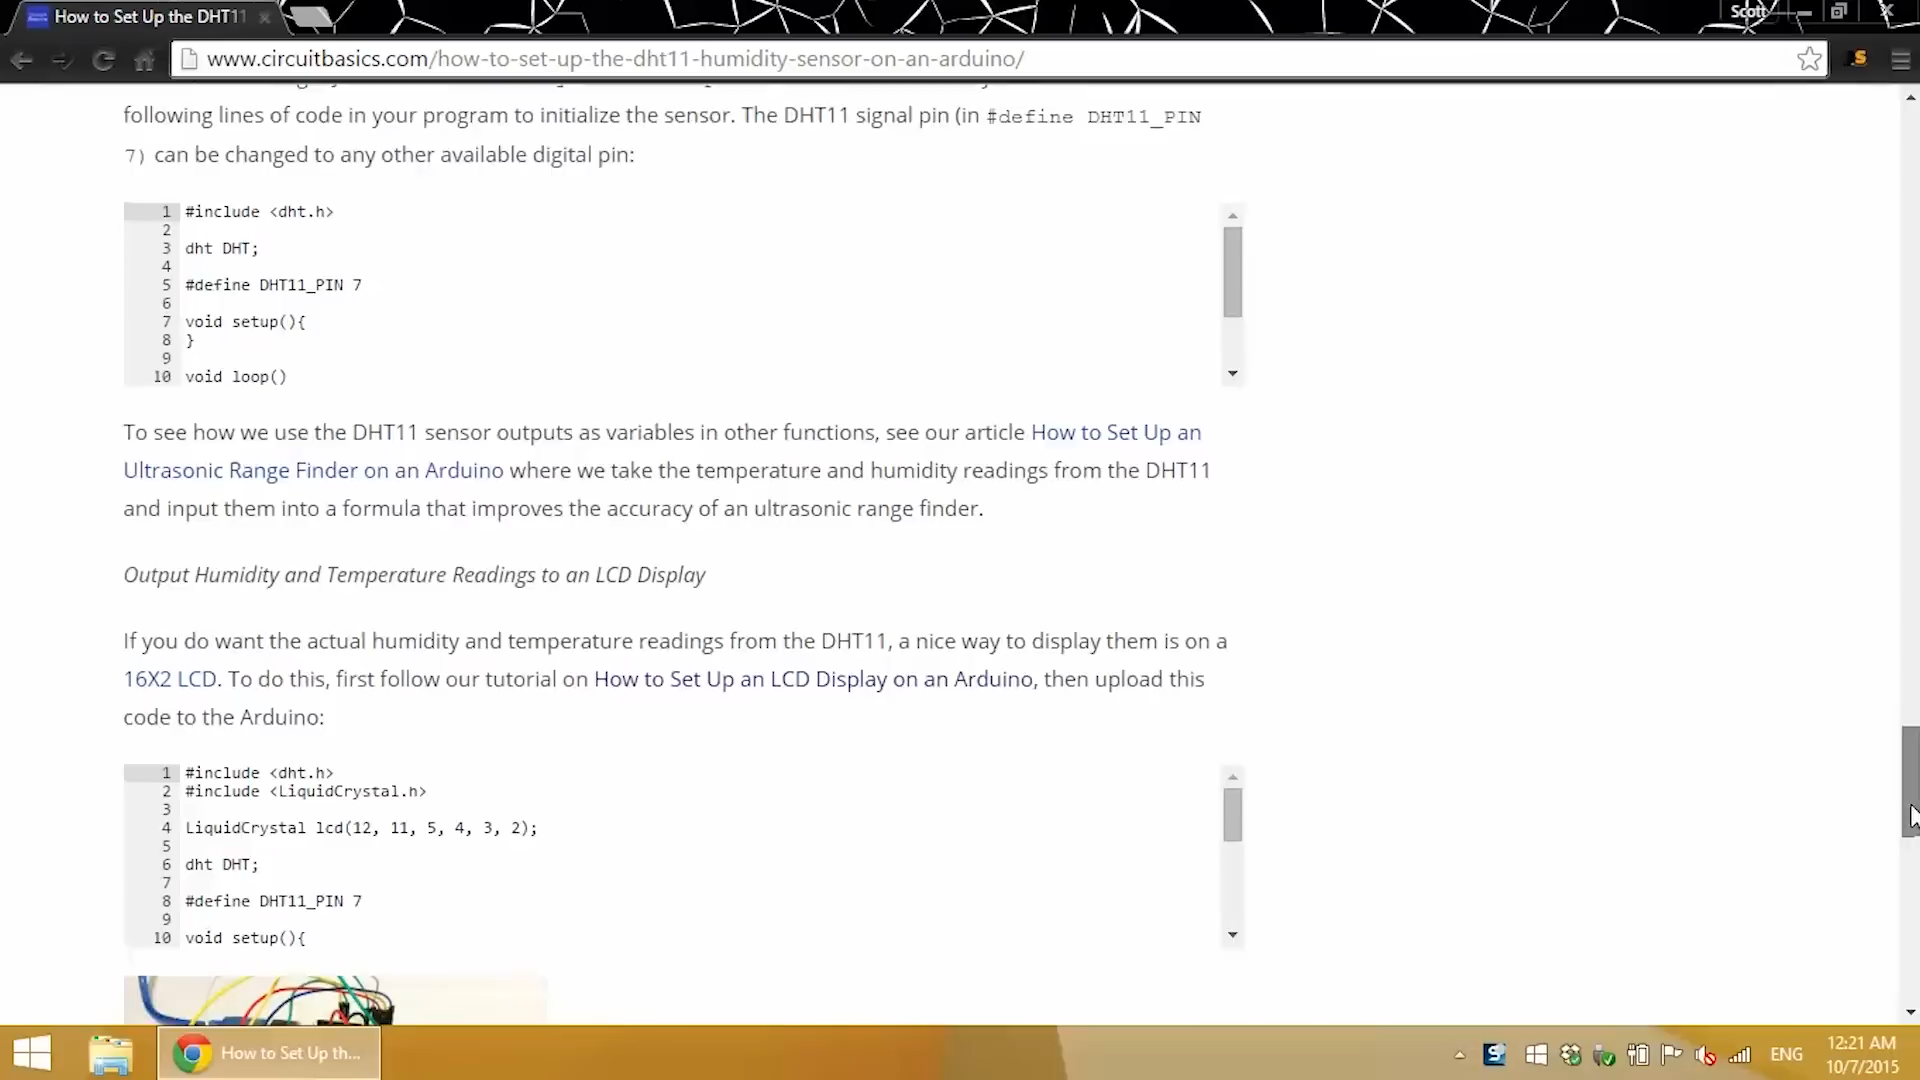 How to Set Up the DHT11
Scott
www.circuitbasics.com/how-to-set-up-the-dht11-humidity-sensor-on-an-arduino/
following lines of code in your program to initialize the sensor. The DHT11 signal pin (in #define DHT11_PIN
7) can be changed to any other available digital pin:
1 #include <dht.h>
2
3 dht DHT;
4
5 #define DHT11_PIN 7
6
7 void setup(){
8 }
9
10 void loop()
To see how we use the DHT11 sensor outputs as variables in other functions, see our article How to Set Up an
Ultrasonic Range Finder on an Arduino where we take the temperature and humidity readings from the DHT11
and input them into a formula that improves the accuracy of an ultrasonic range finder.
Output Humidity and Temperature Readings to an LCD Display
If you do want the actual humidity and temperature readings from the DHT11, a nice way to display them is on a
16X2 LCD. To do this, first follow our tutorial on How to Set Up an LCD Display on an Arduino, then upload this
code to the Arduino:
1 #include <dht.h>
2 #include <LiquidCrystal.h>
3
4 LiquidCrystal lcd(12, 11, 5, 4, 3, 2);
5
6 dht DHT;
7
8 #define DHT11_PIN 7
9
10 void setup(){
How to Set Up th...
ENG
12:21 AM
10/7/2015